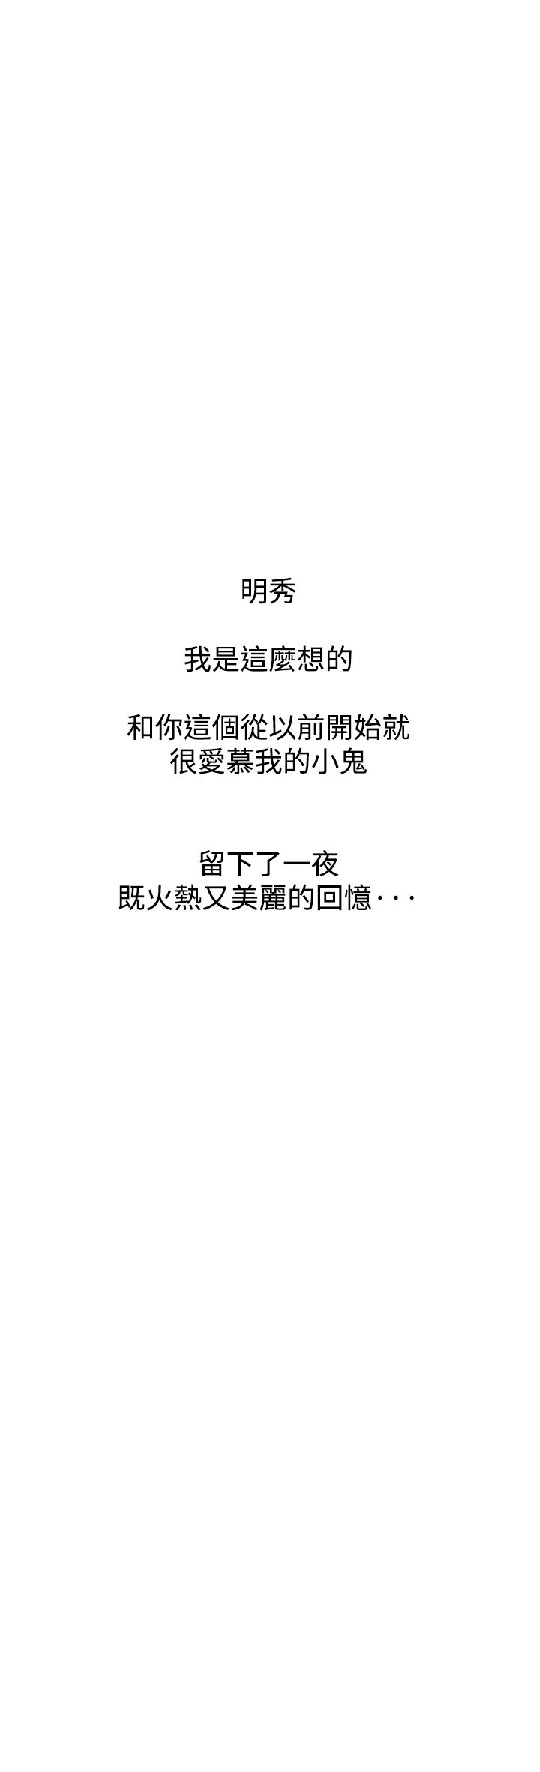 明秀
我是這麼想的
和你這個從以前開始就
很愛慕我的小鬼
留下了一夜
既火熱又美麗的回憶···